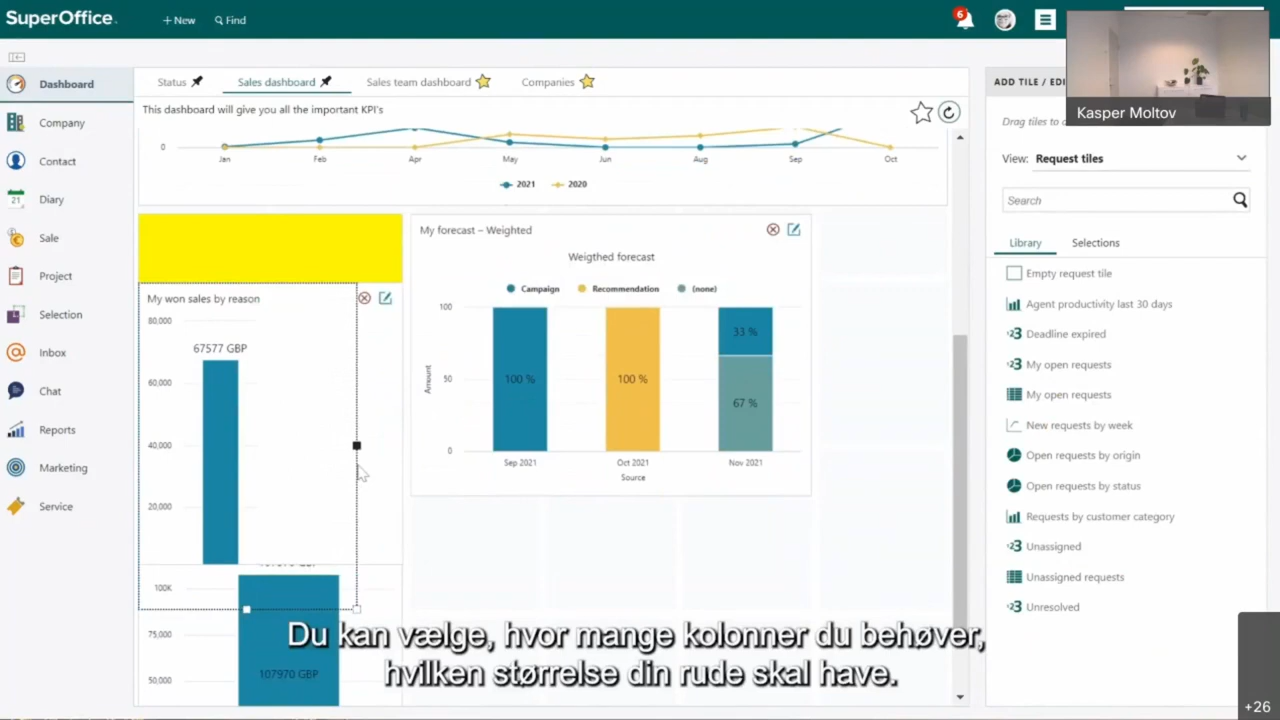 SuperOffice.
+ New
Find
6
Kasper Moltov
Dashboard
Company
Contact
21
Diary
Sale
Project
Selection
Inbox
Chat
Reports
Marketing
Service
Status
Sales dashboard
Sales team dashboard
Companies
This dashboard will give you all the important KPI's
0
Jan Feb Apr May Jun Aug Sep Oct
2021 2020
My won sales by reason
80,000
67577 GBP
60,000
40,000
20,000
100K
75,000
107970 GBP
50,000
My forecast – Weighted
Weigthed forecast
Campaign Recommendation (none)
100
50
0
Amount
100 %
100 %
33 %
67 %
Sep 2021 Oct 2021 Nov 2021
Source
ADD TILE / EDI
Drag tiles
View: Request tiles
Search
Library Selections
Empty request tile
Agent productivity last 30 days
123 Deadline expired
123 My open requests
My open requests
New requests by week
Open requests by origin
Open requests by status
Requests by customer category
123 Unassigned
Unassigned requests
123 Unresolved
+26
Du kan vælge, hvor mange kolonner du behøver,
hvilken størrelse din rude skal have.